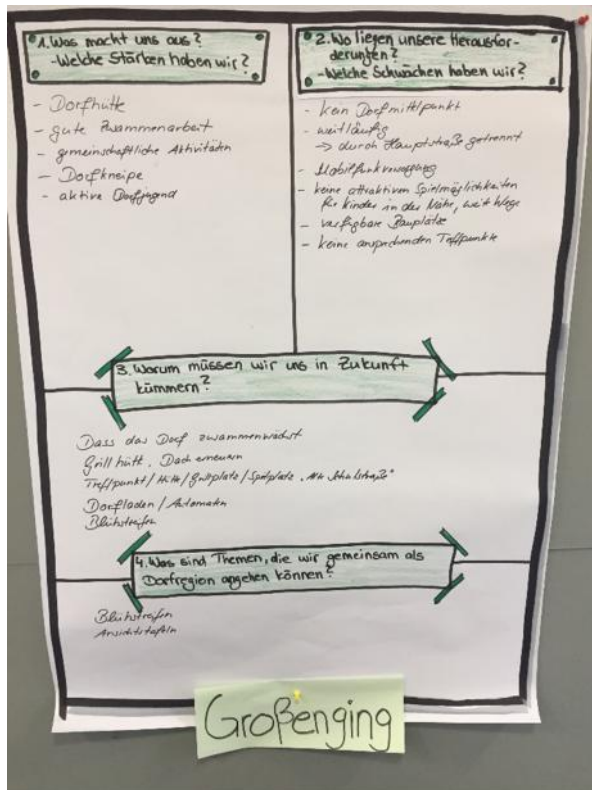 1. Was macht uns aus?
- Welche Stärken haben wir?
- Dorfhütte
- gute Zusammenarbeit
- gemeinschaftliche Aktivitäten
- Dorfkneipe
- aktive Dorfjugend
2. Wo liegen unsere Herausfor-
derungen?
- Welche Schwächen haben wir?
- kein Dorfmittelpunkt
- weitläufig
→ durch Hauptstraße getrennt
- Mobilfunkversorgung
- keine attraktiven Spielmöglichkeiten
für Kinder in der Nähe, weite Wege
- verfügbare Bauplätze
- keine ansprechenden Treffpunkte
3. Worum müssen wir uns in Zukunft
kümmern?
Dass das Dorf zusammenwächst
Grillhütt. Dach erneuern
Treffpunkt / Hütte / Grillplatz / Spielplatz „Alte Schulstraße"
Dorfladen / Automaten
Blühstreifen
4. Was sind Themen, die wir gemeinsam als
Dorfregion angehen können?
Blühstreifen
Ansichtstafeln
Großenging